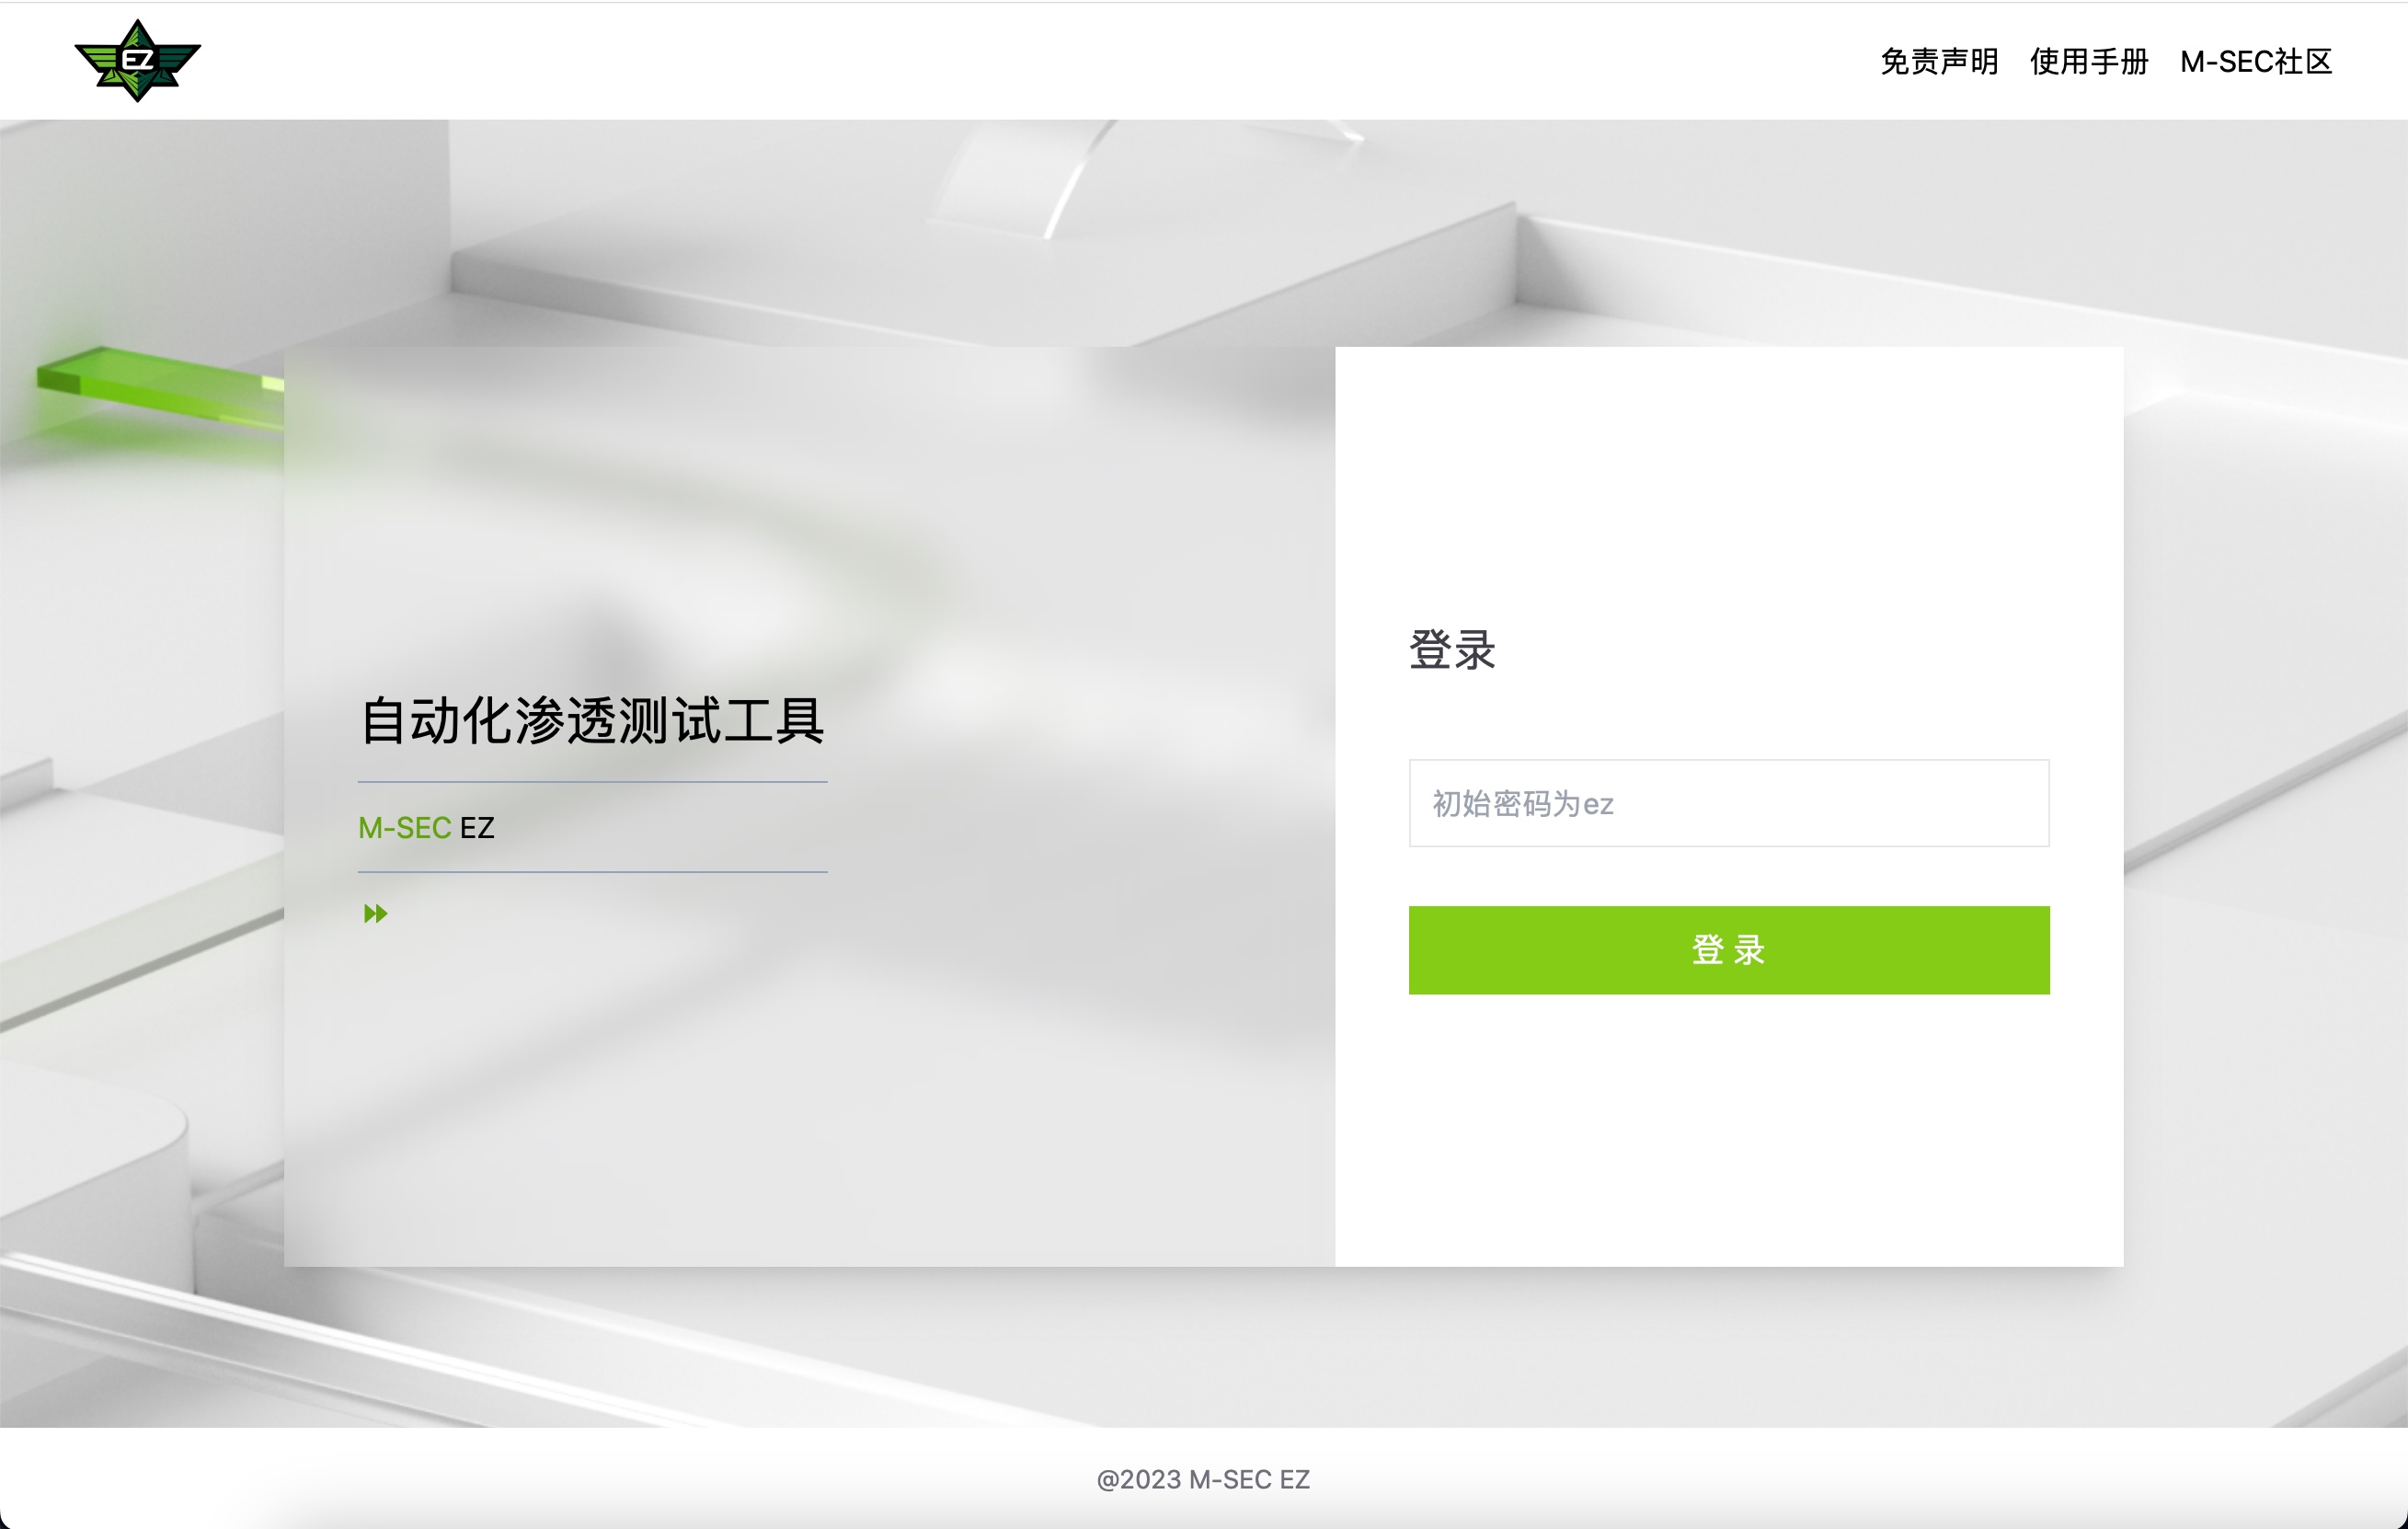 EZ
免责声明 使用手册 M-SEC社区
自动化渗透测试工具
M-SEC EZ
登录
初始密码为ez
登 录
@2023 M-SEC EZ